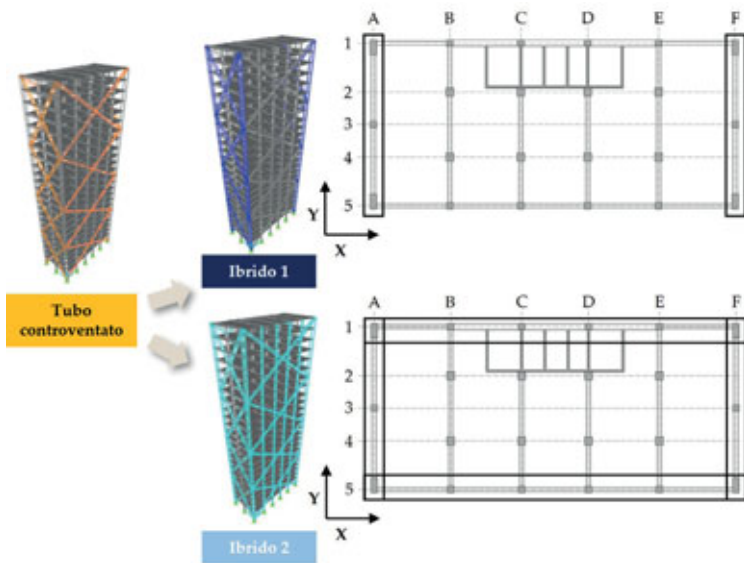 A B C D E F
1
2
3
4
5
Y
X
Ibrido 1
Tubo
controventato
A B C D E F
1
2
3
4
5
Y
X
Ibrido 2